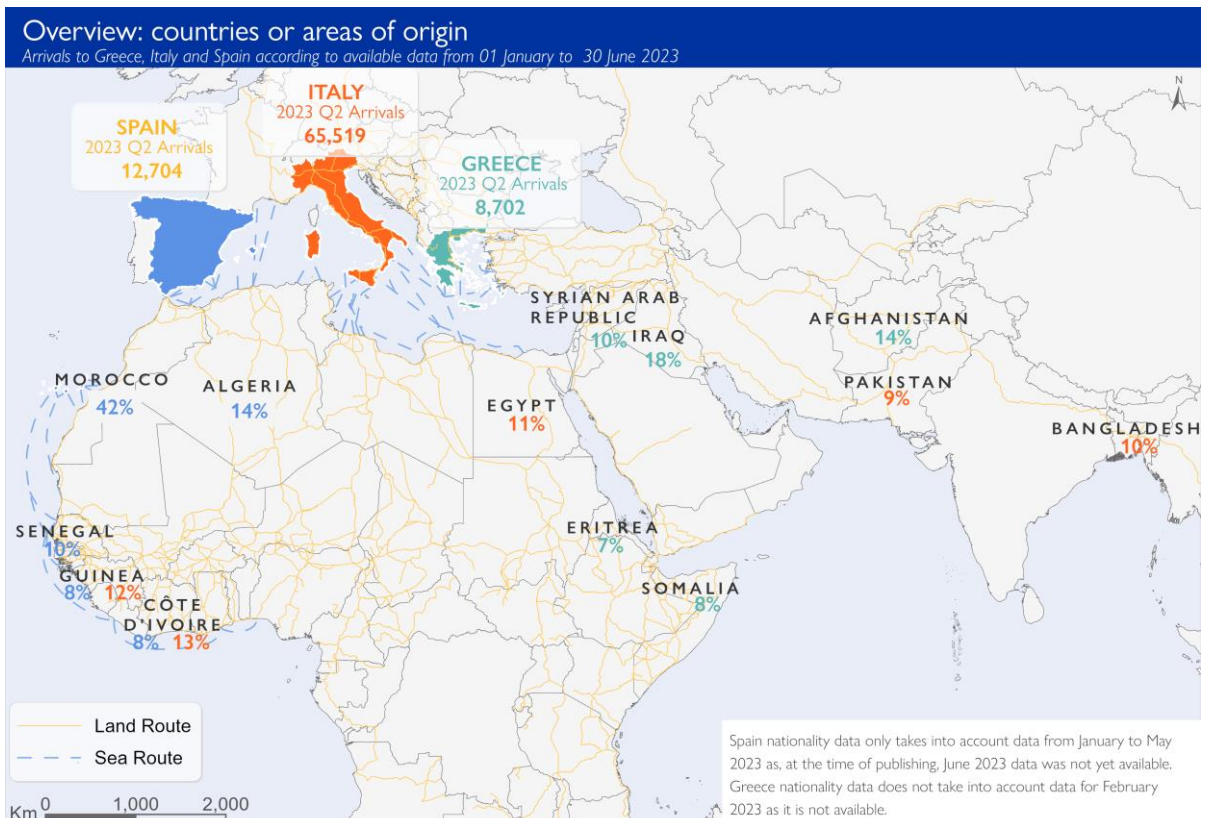 Overview: countries or areas of origin
Arrivals to Greece, Italy and Spain according to available data from 01 January to 30 June 2023
N
ITALY
2023 Q2 Arrivals
65,519
SPAIN
2023 Q2 Arrivals
12,704
GREECE
2023 Q2 Arrivals
8,702
SYRIAN ARAB
REPUBLIC
10%
IRAQ
18%
AFGHANISTAN
14%
MOROCCO
42%
ALGERIA
14%
EGYPT
11%
PAKISTAN
9%
BANGLADESH
10%
SENEGAL
10%
GUINEA
8% 12%
CÔTE
D'IVOIRE
8% 13%
ERITREA
7%
SOMALIA
8%
Land Route
Sea Route
Km 0 1,000 2,000
Spain nationality data only takes into account data from January to May
2023 as, at the time of publishing, June 2023 data was not yet available.
Greece nationality data does not take into account data for February
2023 as it is not available.